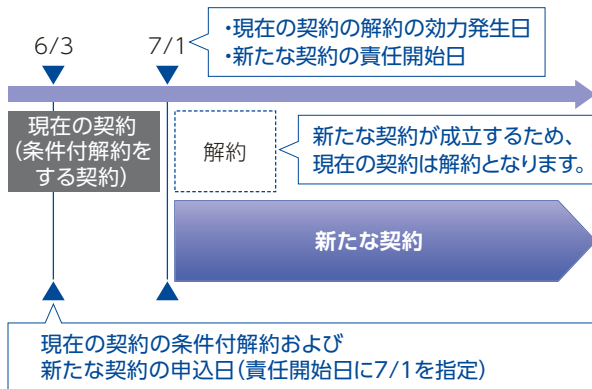 6/3
7/1
・現在の契約の解約の効力発生日
・新たな契約の責任開始日
現在の契約
(条件付解約を
する契約)
解約
新たな契約が成立するため、
現在の契約は解約となります。
新たな契約
現在の契約の条件付解約および
新たな契約の申込日(責任開始日に7/1を指定)